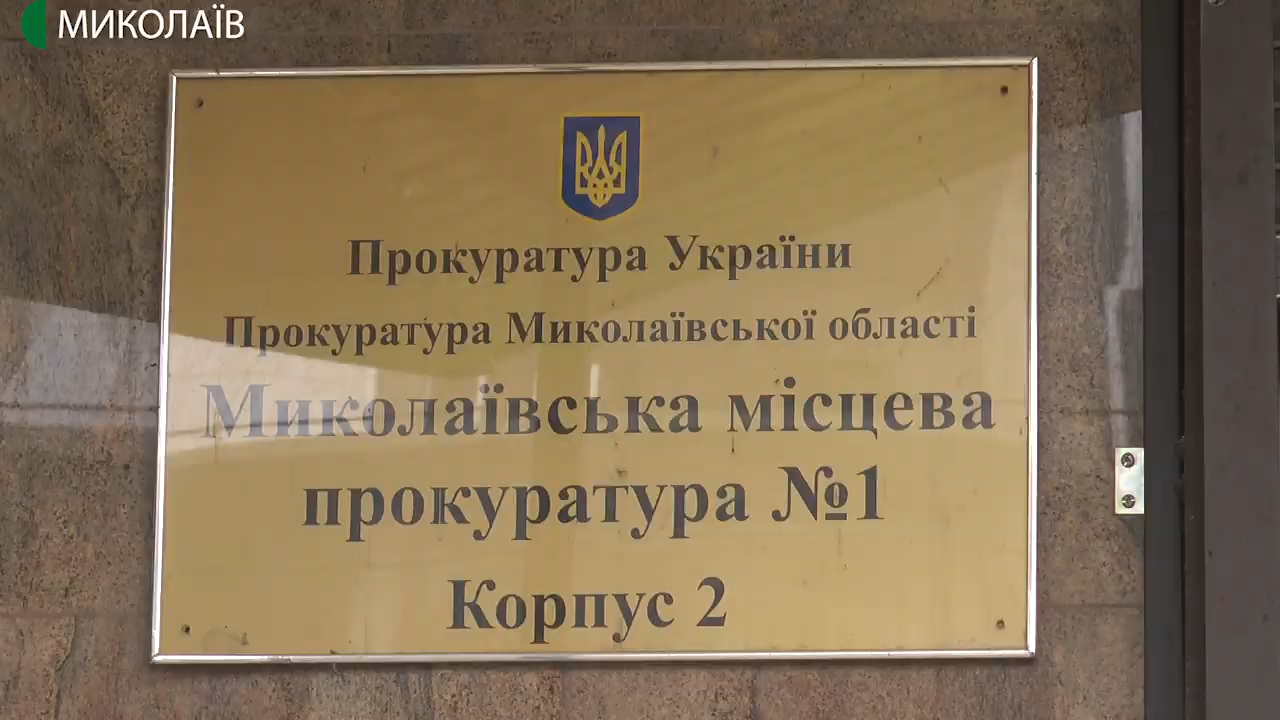 МИКОЛАЇВ
Прокуратура України
Прокуратура Миколаївської області
Миколаївська місцева
прокуратура №1
Корпус 2